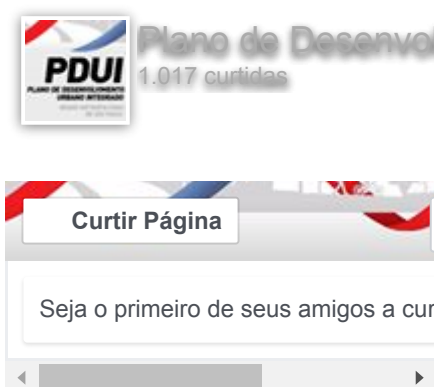 PDUI
PLANO DE DESENVOLVIMENTO
URBANO INTEGRADO
Plano de Desenvol
1.017 curtidas
Curtir Página
Seja o primeiro de seus amigos a cur